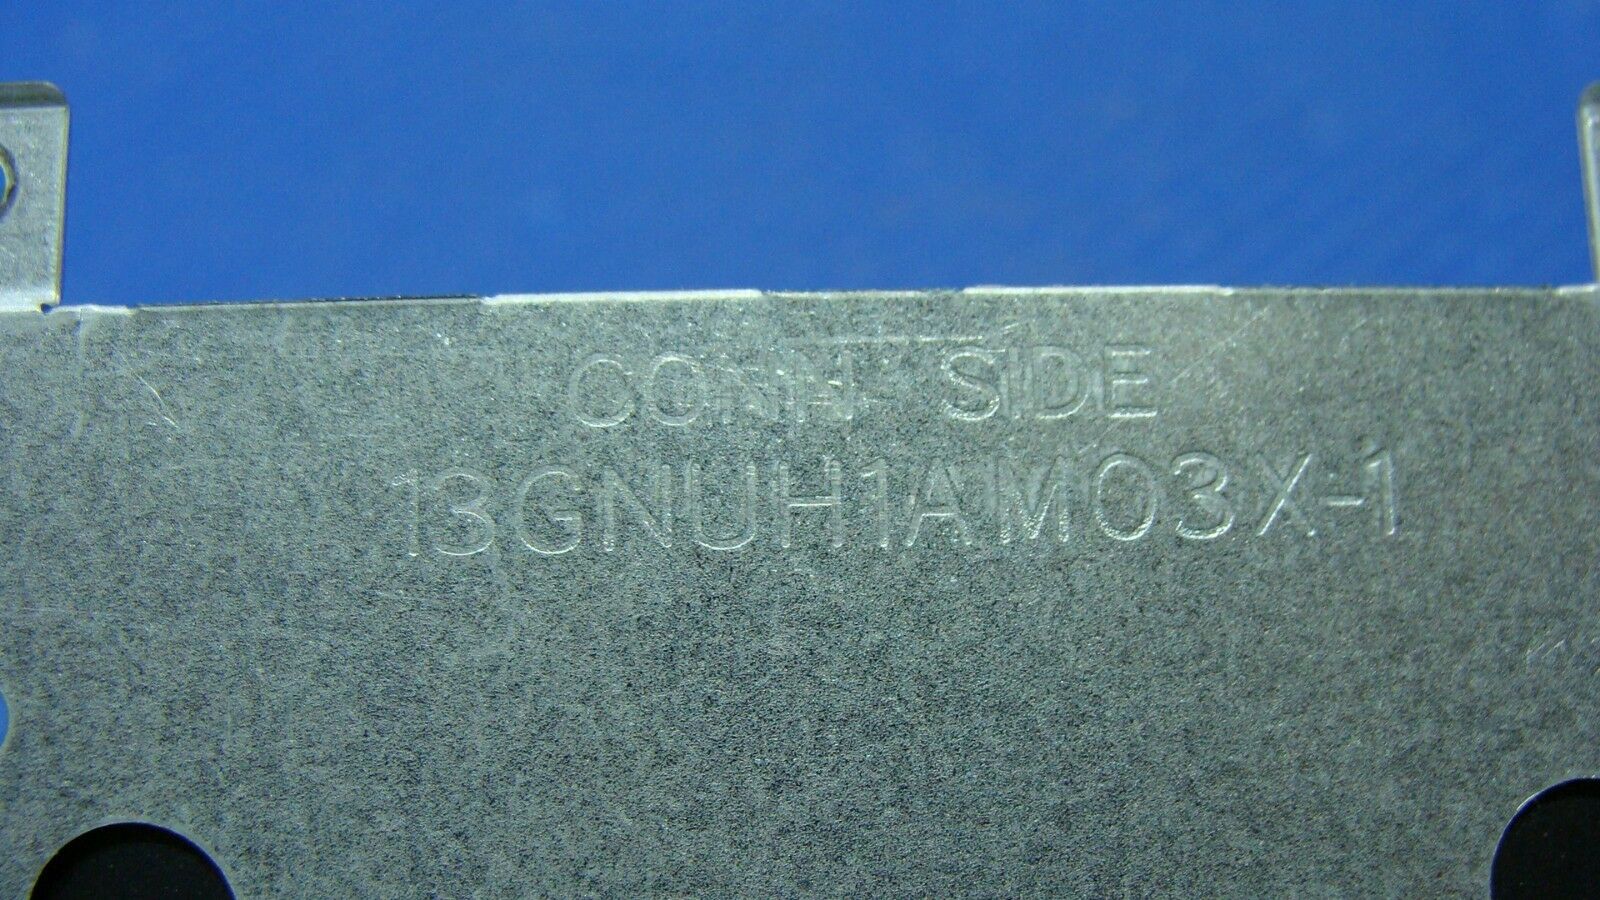 CONN SIDE
13GNUH1AM03X-1